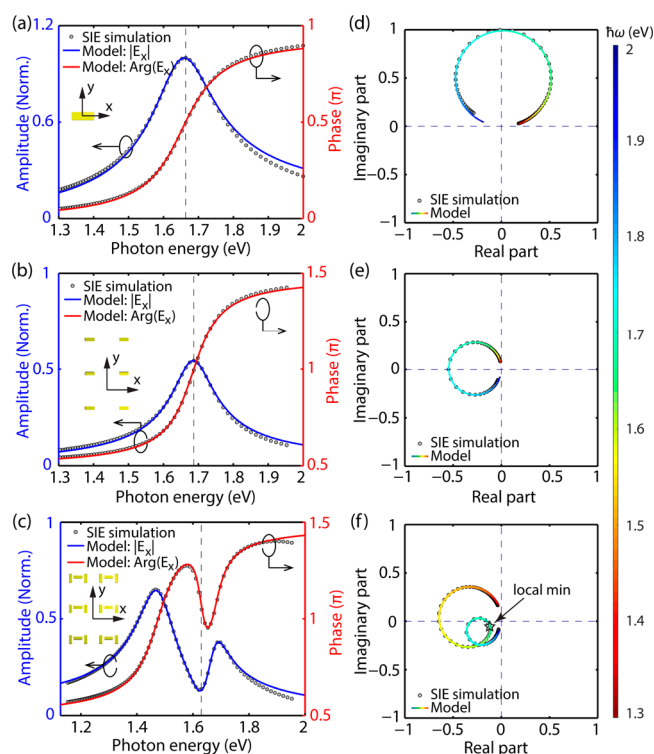 (a)
1.2
0.6
0
Amplitude (Norm.)
SIE simulation
Model: |Eₓ|
Model: Arg(Eₓ)
y
x
1
0.5
0
Phase (π)
1.3 1.4 1.5 1.6 1.7 1.8 1.9 2
Photon energy (eV)
(d)
1
0.5
0
−0.5
1
Imaginary part
SIE simulation
Model
−1 −0.5 0 0.5 1
Real part
ħω (eV)
2
1.9
1.8
1.7
1.6
1.5
1.4
1.3
(b)
1
0.5
0
Amplitude (Norm.)
SIE simulation
Model: |Eₓ|
Model: Arg(Eₓ)
y
x
1.5
1
0.5
Phase (π)
1.3 1.4 1.5 1.6 1.7 1.8 1.9 2
Photon energy (eV)
(e)
1
0.5
0
−0.5
1
Imaginary part
SIE simulation
Model
−1 −0.5 0 0.5 1
Real part
(c)
1
0.5
0
Amplitude (Norm.)
SIE simulation
Model: |Eₓ|
Model: Arg(Eₓ)
y
x
1.5
1
0.5
Phase (π)
1.2 1.4 1.6 1.8 2
Photon energy (eV)
(f)
1
0.5
0
−0.5
1
Imaginary part
local min
SIE simulation
Model
−1 −0.5 0 0.5 1
Real part